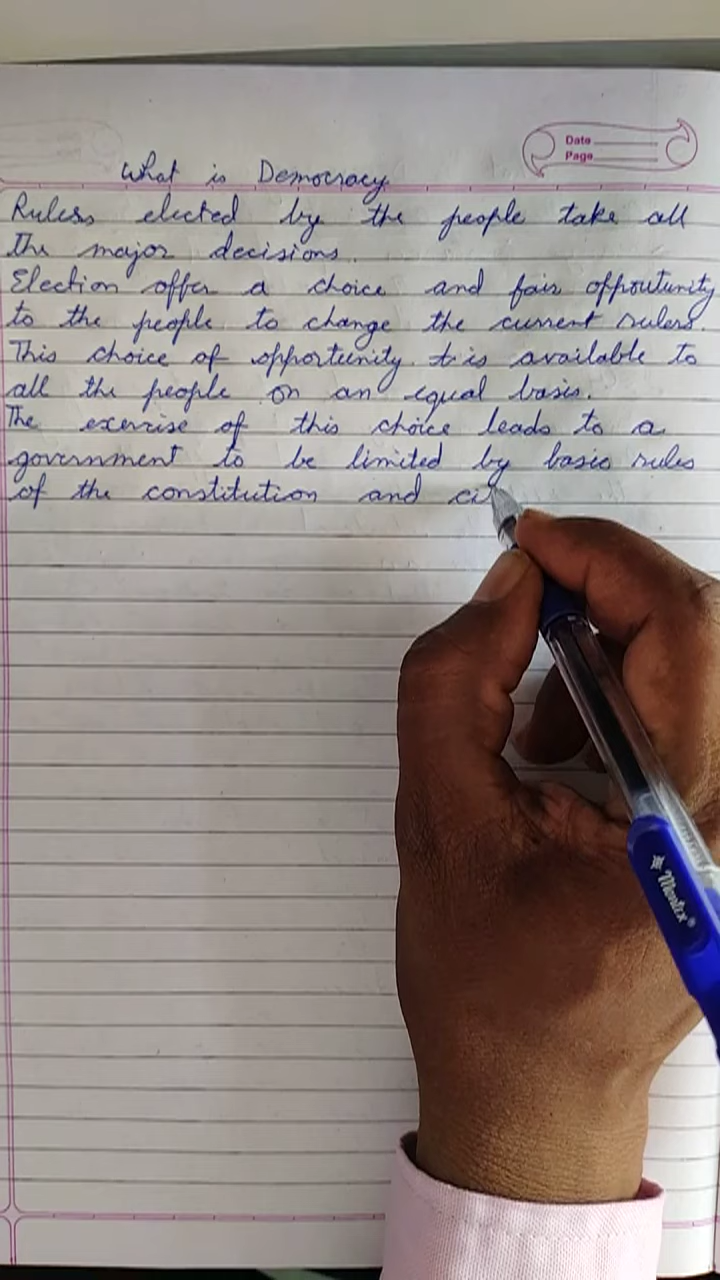 Date
Page
What is Democracy
Rulers elected by the people take all
the major decisions.
Election offer a choice and fair opportunity
to the people to change the current rulers.
This choice of opportunity is available to
all the people on an equal basis.
The exercise of this choice leads to a
government to be limited by basic rules
of the constitution and ci
Montex